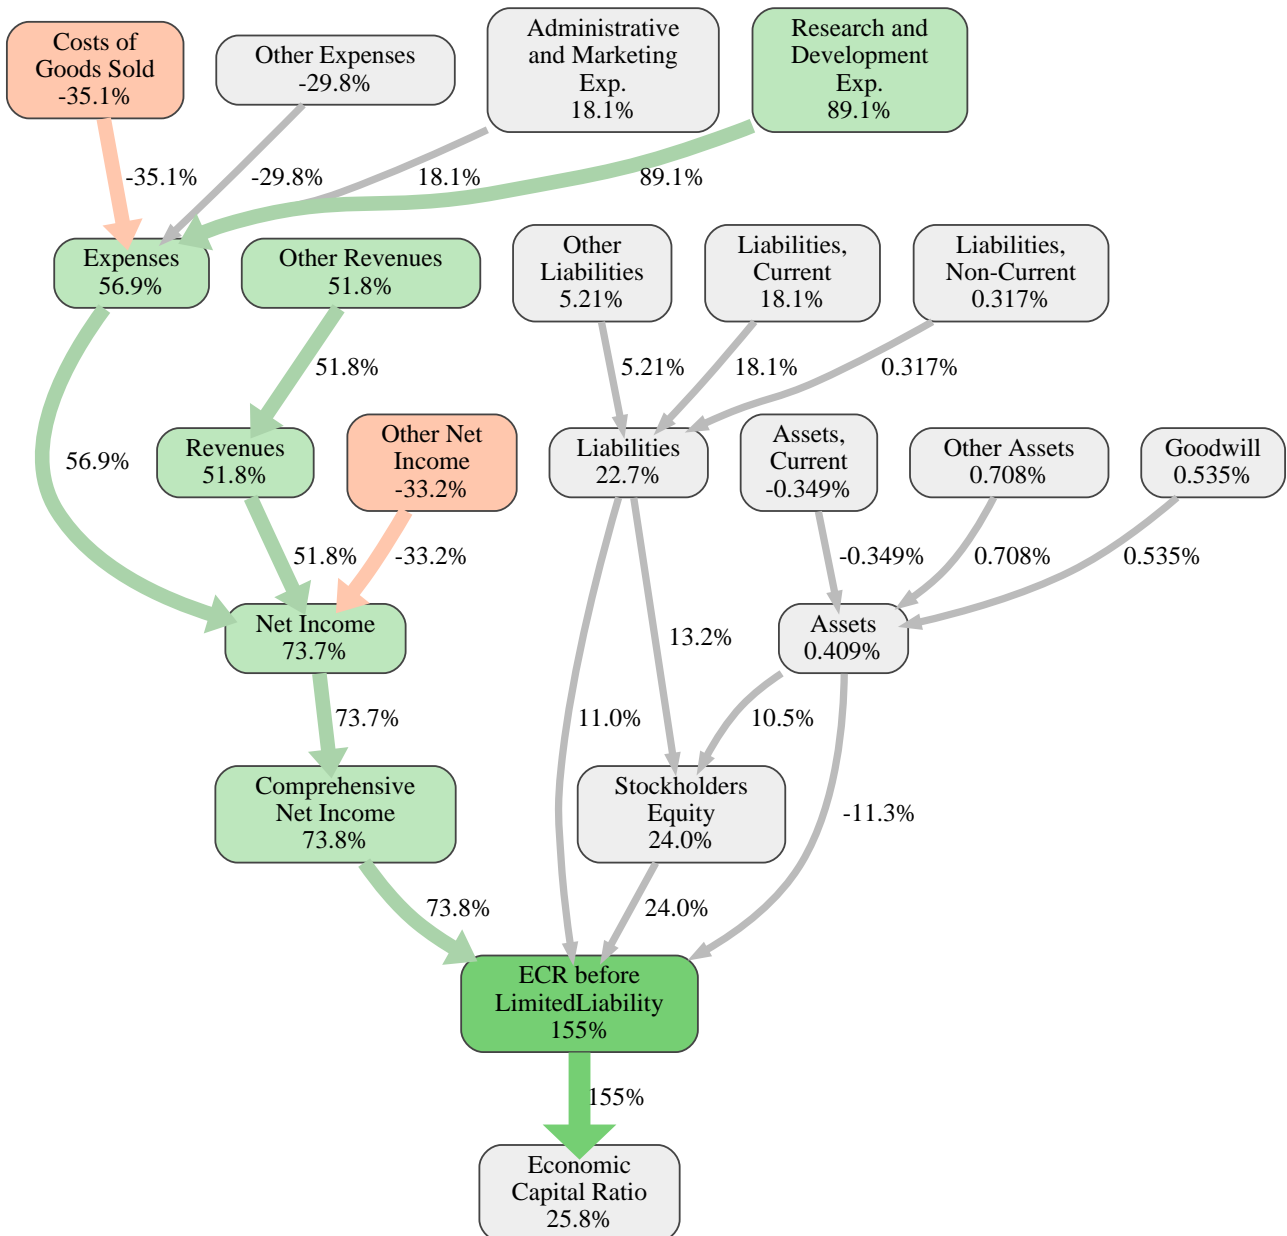 Costs of
Goods Sold
-35.1%
Other Expenses
-29.8%
Administrative
and Marketing
Exp.
18.1%
Research and
Development
Exp.
89.1%
-35.1%
-29.8%
18.1%
89.1%
Expenses
56.9%
Other Revenues
51.8%
Other
Liabilities
5.21%
Liabilities,
Current
18.1%
Liabilities,
Non-Current
0.317%
51.8%
5.21%
18.1%
0.317%
56.9%
Revenues
51.8%
Other Net
Income
-33.2%
Liabilities
22.7%
Assets,
Current
-0.349%
Other Assets
0.708%
Goodwill
0.535%
51.8%
-33.2%
-0.349%
0.708%
0.535%
Net Income
73.7%
13.2%
Assets
0.409%
73.7%
11.0%
10.5%
Comprehensive
Net Income
73.8%
Stockholders
Equity
24.0%
-11.3%
73.8%
24.0%
ECR before
LimitedLiability
155%
155%
Economic
Capital Ratio
25.8%